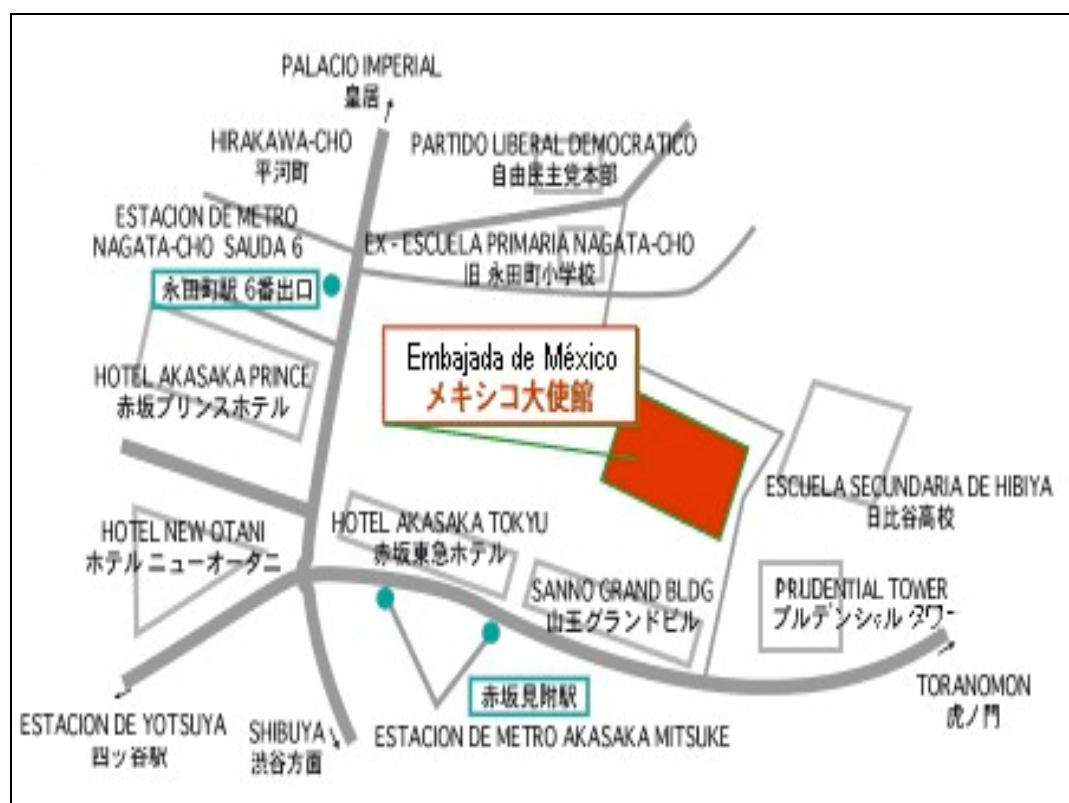 PALACIO IMPERIAL
皇居
HIRAKAWA-CHO
平河町
PARTIDO LIBERAL DEMOCRATICO
自由民主党本部
ESTACION DE METRO
NAGATA-CHO SAUDA 6
永田町駅 6番出口
EX - ESCUELA PRIMARIA NAGATA-CHO
旧 永田町小学校
Embajada de México
メキシコ大使館
HOTEL AKASAKA PRINCE
赤坂プリンスホテル
ESCUELA SECUNDARIA DE HIBIYA
日比谷高校
HOTEL NEW OTANI
ホテル ニューオータニ
HOTEL AKASAKA TOKYU
赤坂東急ホテル
SANNO GRAND BLDG
山王グランドビル
PRUDENTIAL TOWER
プルデンシャル タワー
赤坂見附駅
ESTACION DE METRO AKASAKA MITSUKE
TORANOMON
虎ノ門
ESTACION DE YOTSUYA
四ッ谷駅
SHIBUYA
渋谷方面